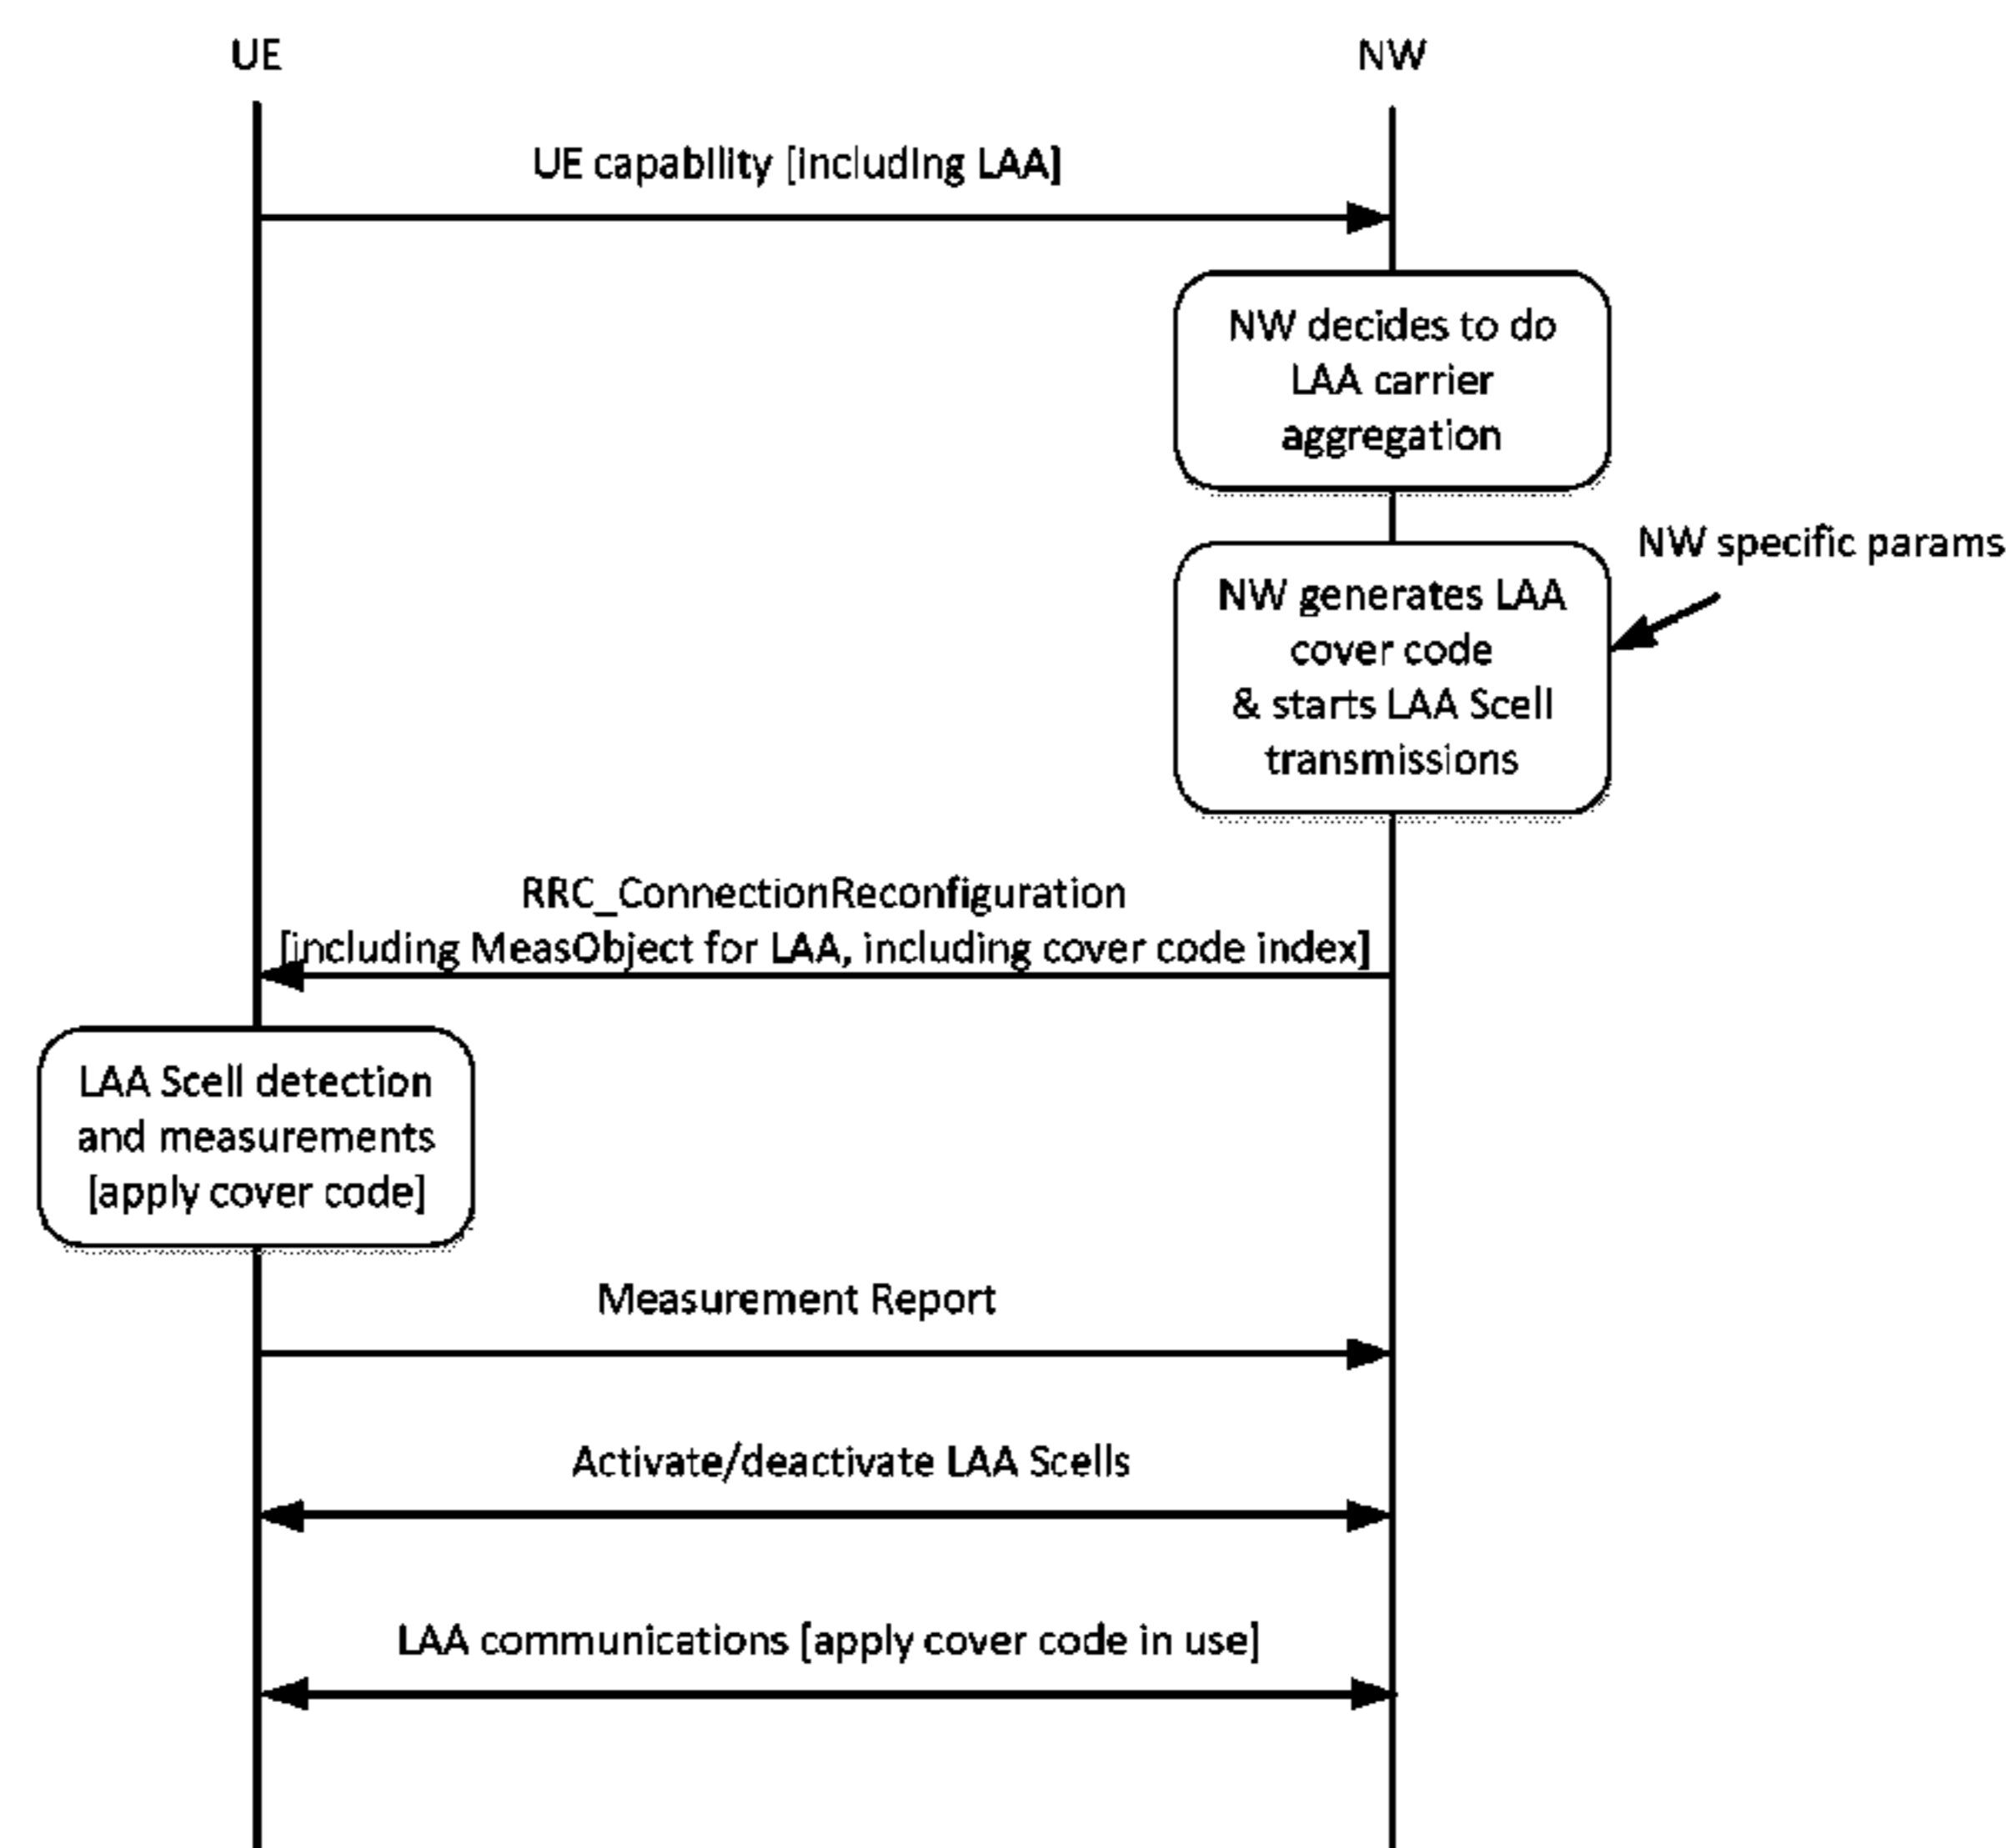 UE
NW
UE capability [including LAA]
NW decides to do
LAA carrier
aggregation
NW specific params
NW generates LAA
cover code
& starts LAA Scell
transmissions
RRC_ConnectionReconfiguration
[including MeasObject for LAA, including cover code index]
LAA Scell detection
and measurements
[apply cover code]
Measurement Report
Activate/deactivate LAA Scells
LAA communications [apply cover code in use]